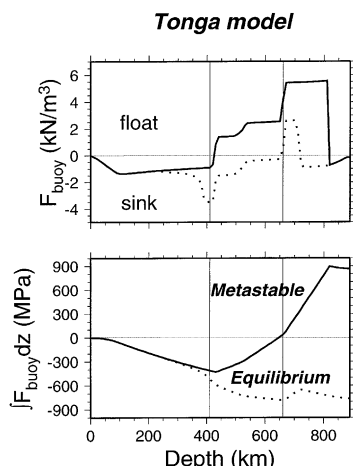 Tonga model
6
4
2
0
-2
-4
F_buoy (kN/m³)
float
sink
900
600
300
0
-300
-600
-900
∫F_buoy dz (MPa)
Metastable
Equilibrium
0 200 400 600 800
Depth (km)